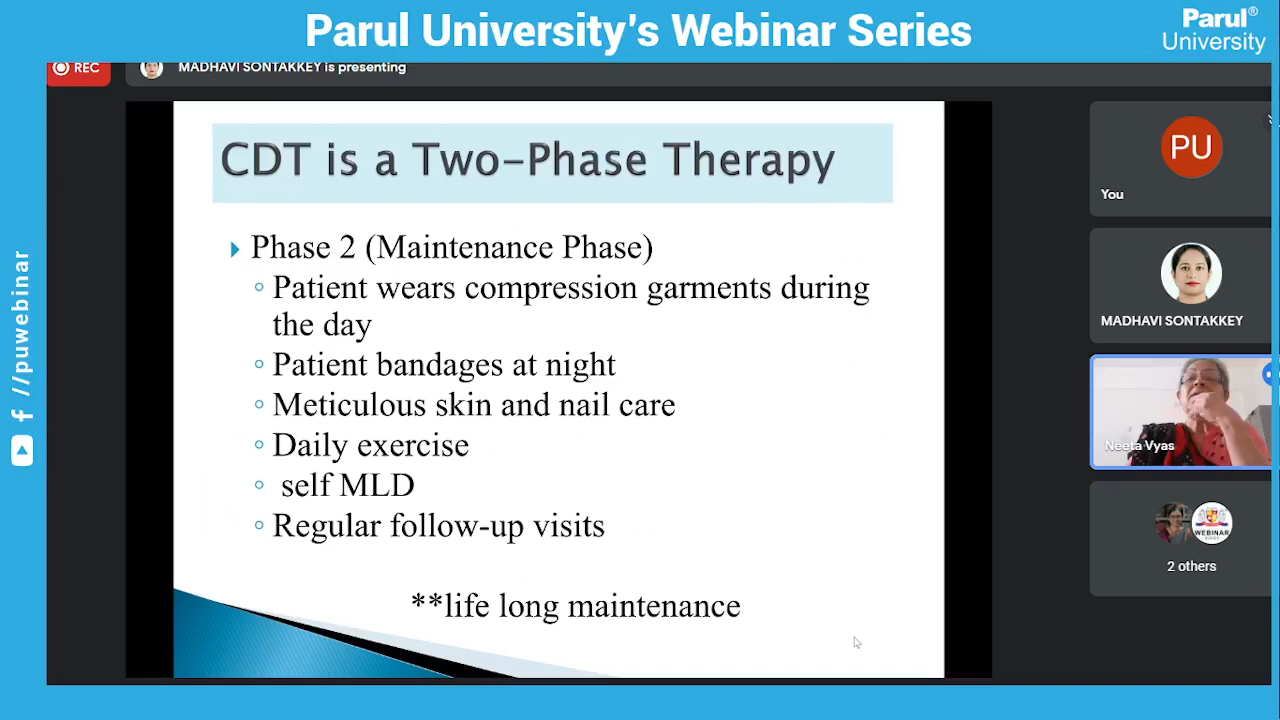 Parul University's Webinar Series
Parul®
University
REC
MADHAVI SONTAKKEY is presenting
CDT is a Two-Phase Therapy
Phase 2 (Maintenance Phase)
Patient wears compression garments during
the day
Patient bandages at night
Meticulous skin and nail care
Daily exercise
self MLD
Regular follow-up visits
**life long maintenance
PU
You
MADHAVI SONTAKKEY
Neeta Vyas
WEBINAR
2 others
//puwebinar